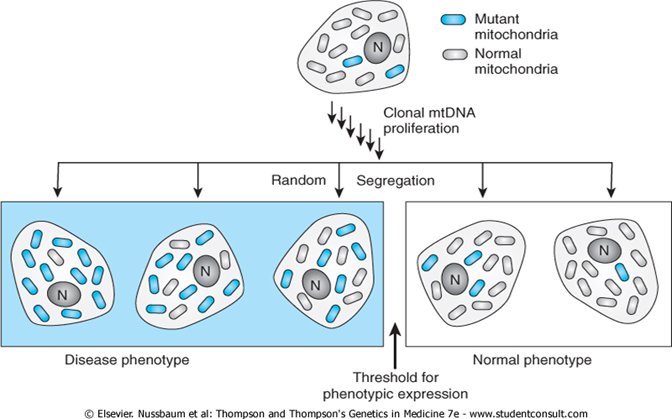 Mutant
mitochondria
Normal
mitochondria
N
Clonal mtDNA
proliferation
Random Segregation
N
N
N
N
N
Disease phenotype
Normal phenotype
Threshold for
phenotypic expression
© Elsevier. Nussbaum et al: Thompson and Thompson's Genetics in Medicine 7e - www.studentconsult.com